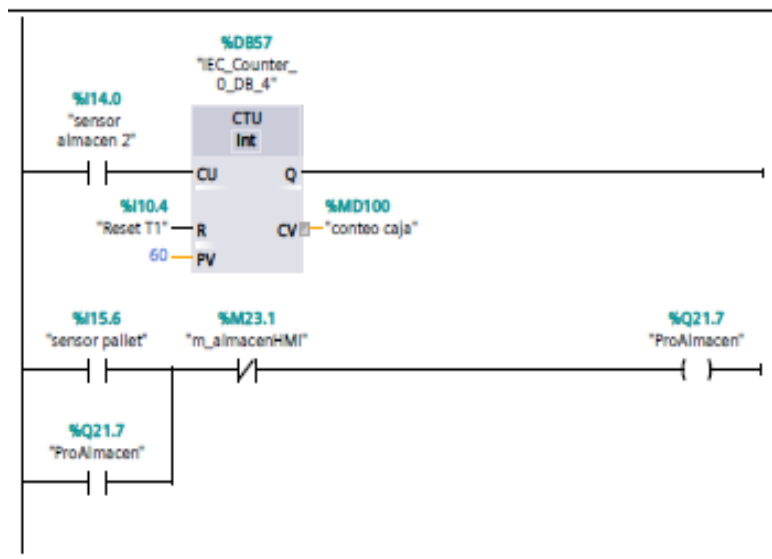 %DB57
"IEC_Counter_
0_DB_4"
%I14.0
"sensor
almacen 2"
CTU
Int
CU
Q
%I10.4
"Reset T1"
R
%MD100
CV
"conteo caja"
60
PV
%I15.6
"sensor pallet"
%M23.1
"m_almacenHMI"
%Q21.7
"ProAlmacen"
%Q21.7
"ProAlmacen"